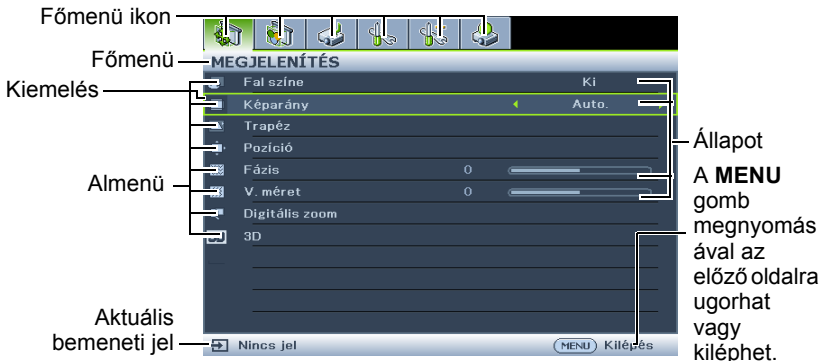 Főmenü ikon
Főmenü
MEGJELENÍTÉS
Kiemelés
Fal színe Ki
Képarány Auto.
Trapéz
Pozíció
Fázis 0
V. méret 0
Digitális zoom
3D
Almenü
Állapot
A MENU
gomb
megnyomás
ával az
előző oldalra
ugorhat
vagy
kiléphet.
Aktuális
bemeneti jel
Nincs jel
MENU Kilépés